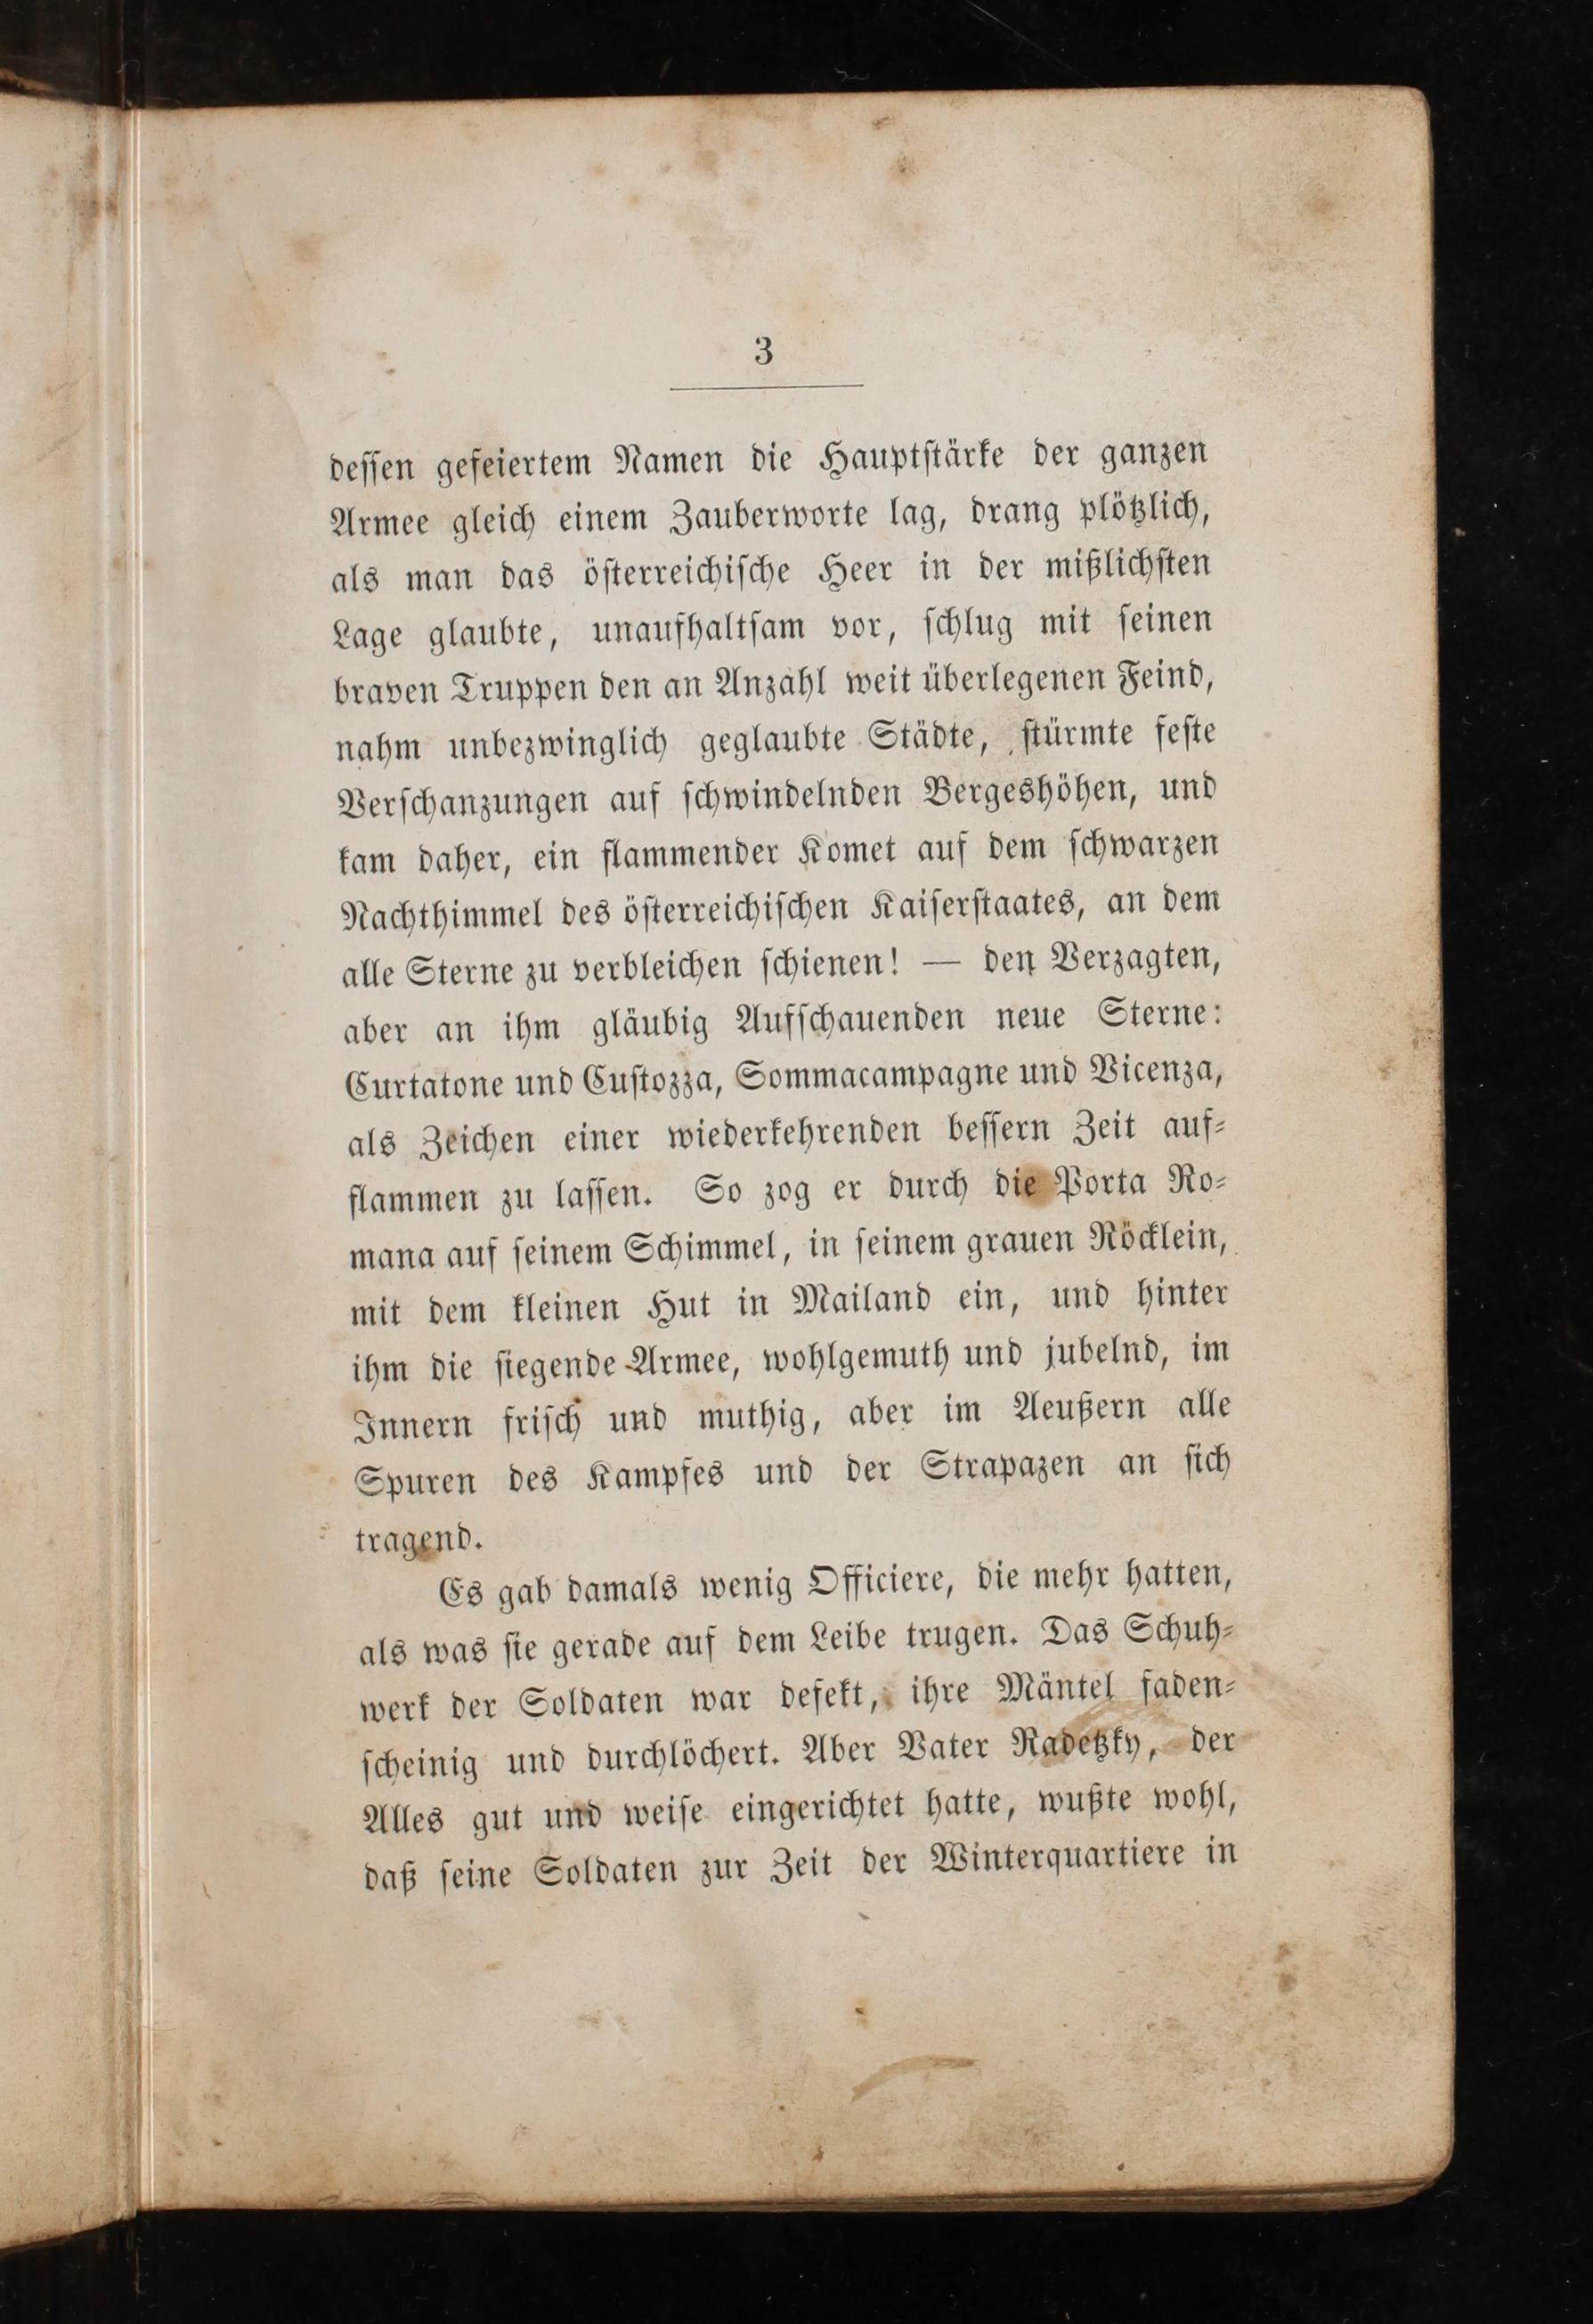 3
deſſen gefeiertem Namen die Hauptſtärke der ganzen
Armee gleich einem Zauberworte lag, drang plötzlich,
als man das öſterreichiſche Heer in der mißlichſten
Lage glaubte, unaufhaltſam vor, ſchlug mit ſeinen
braven Truppen den an Anzahl weit überlegenen Feind,
nahm unbezwinglich geglaubte Städte, ſtürmte feſte
Verſchanzungen auf ſchwindelnden Bergeshöhen, und
kam daher, ein flammender Komet auf dem ſchwarzen
Nachthimmel des öſterreichiſchen Kaiſerſtaates, an dem
alle Sterne zu verbleichen ſchienen! — den Verzagten,
aber an ihm gläubig Aufſchauenden neue Sterne:
Curtatone und Cuſtozza, Sommacampagne und Vicenza,
als Zeichen einer wiederkehrenden beſſern Zeit auf⸗
flammen zu laſſen. So zog er durch die Porta Ro⸗
mana auf ſeinem Schimmel, in ſeinem grauen Röcklein,
mit dem kleinen Hut in Mailand ein, und hinter
ihm die ſiegende Armee, wohlgemuth und jubelnd, im
Innern friſch und muthig, aber im Aeußern alle
Spuren des Kampfes und der Strapazen an ſich
tragend.
Es gab damals wenig Officiere, die mehr hatten,
als was ſie gerade auf dem Leibe trugen. Das Schuh⸗
werk der Soldaten war defekt, ihre Mäntel faden⸗
ſcheinig und durchlöchert. Aber Vater Radetzky, der
Alles gut und weiſe eingerichtet hatte, wußte wohl,
daß ſeine Soldaten zur Zeit der Winterquartiere in